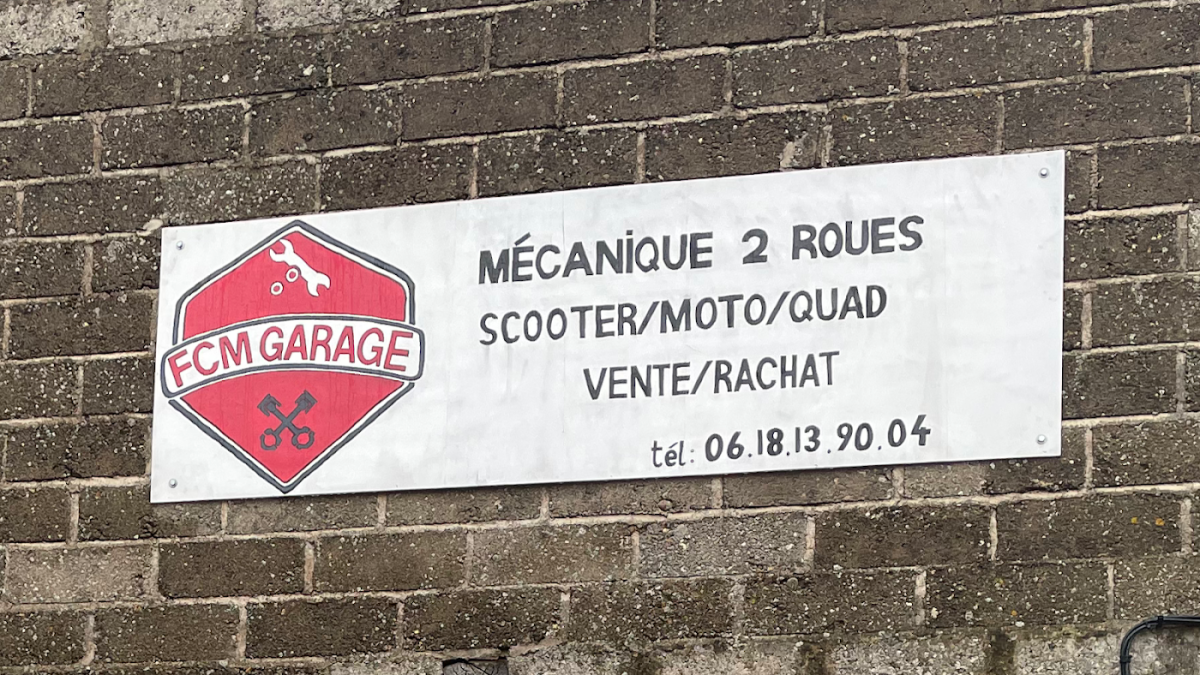 FCM GARAGE
MÉCANiQUE 2 ROUES
SCOOTER/MOTO/QUAD
VENTE/RACHAT
tél: 06.18.13.90.04